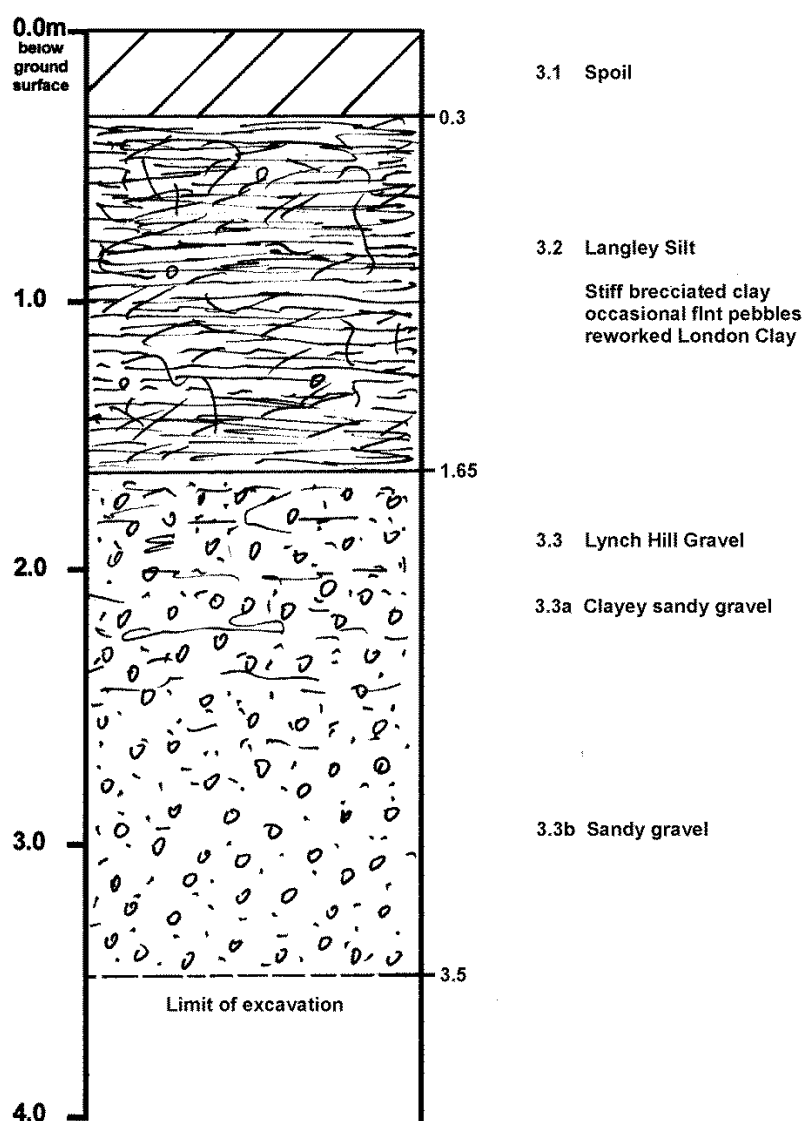 0.0m
below
ground
surface
3.1 Spoil
0.3
3.2 Langley Silt
Stiff brecciated clay
occasional flnt pebbles
reworked London Clay
1.0
1.65
3.3 Lynch Hill Gravel
2.0
3.3a Clayey sandy gravel
3.3b Sandy gravel
3.0
3.5
Limit of excavation
4.0